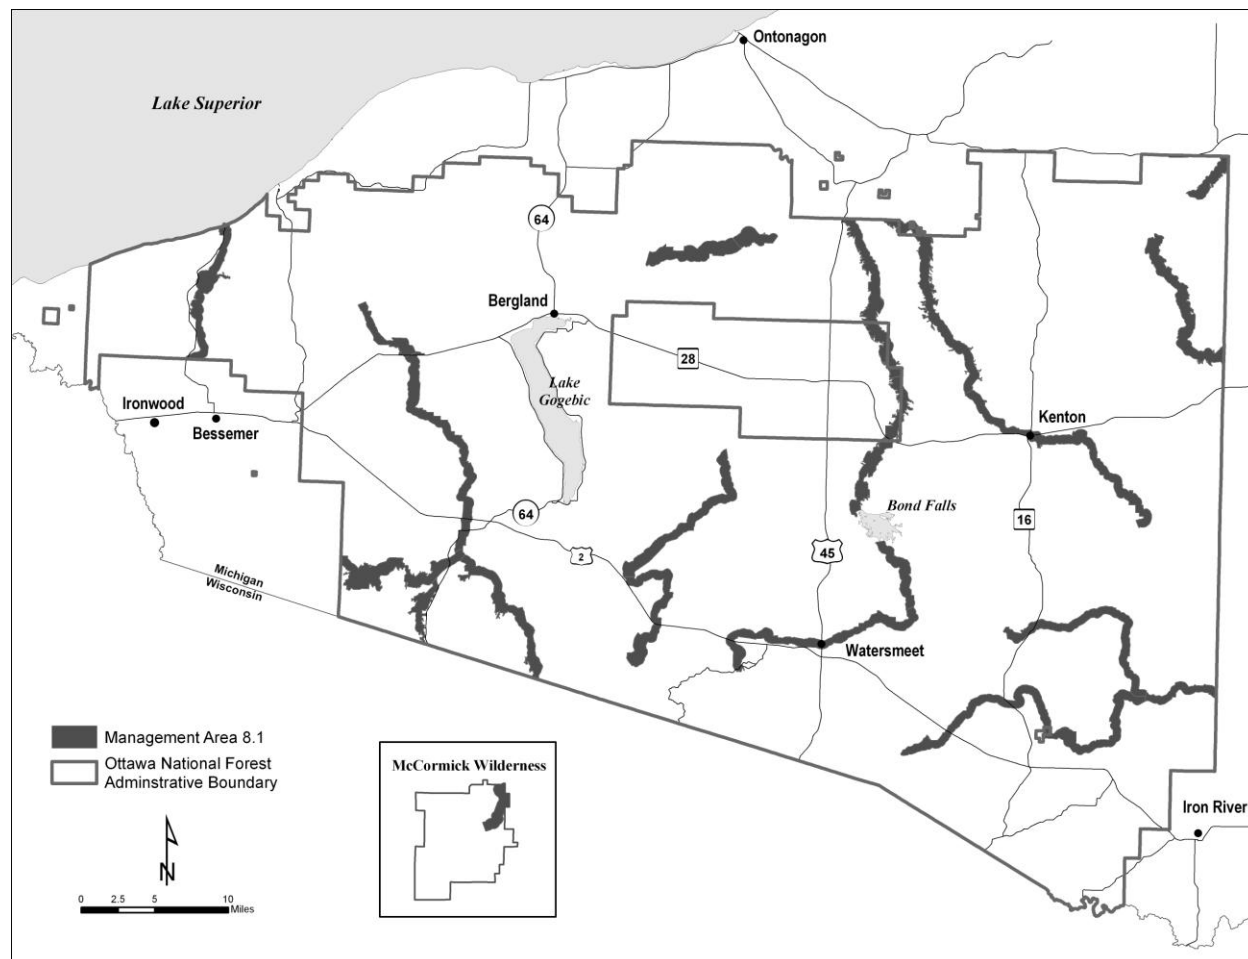 Ontonagon
Lake Superior
64
Bergland
28
Lake
Gogebic
Ironwood
Bessemer
Kenton
64
Bond Falls
16
2
45
Michigan
Wisconsin
Watersmeet
Management Area 8.1
Ottawa National Forest
Adminstrative Boundary
McCormick Wilderness
Iron River
N
0 2.5 5 10
Miles